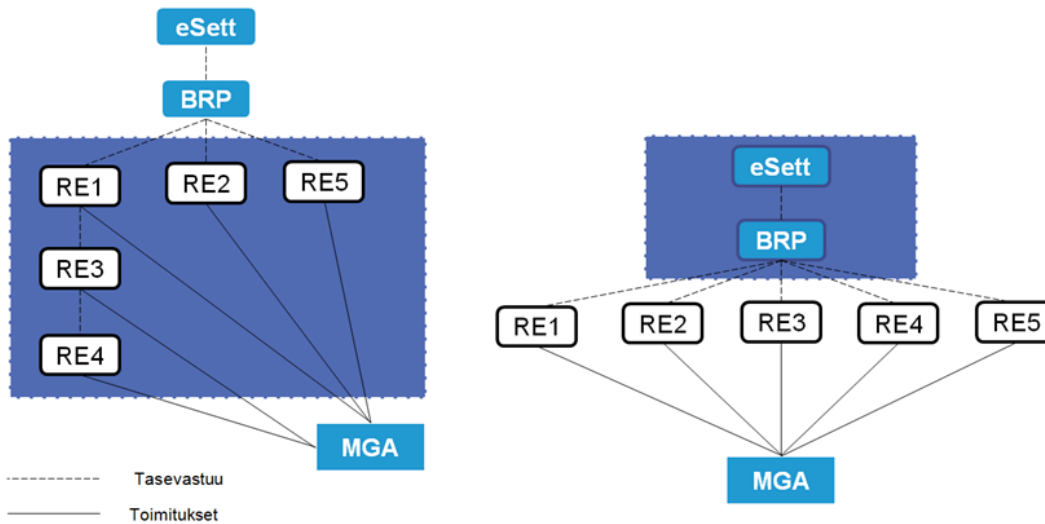 eSett
BRP
RE1
RE2
RE5
RE3
RE4
MGA
Tasevastuu
Toimitukset
eSett
BRP
RE1
RE2
RE3
RE4
RE5
MGA